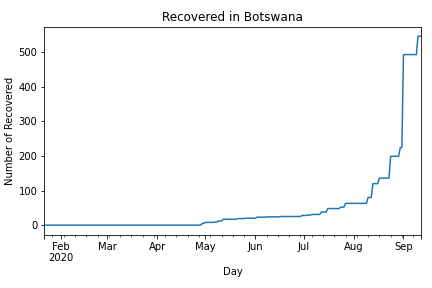 Recovered in Botswana
Number of Recovered
500
400
300
200
100
0
Feb Mar Apr May Jun Jul Aug Sep
2020
Day